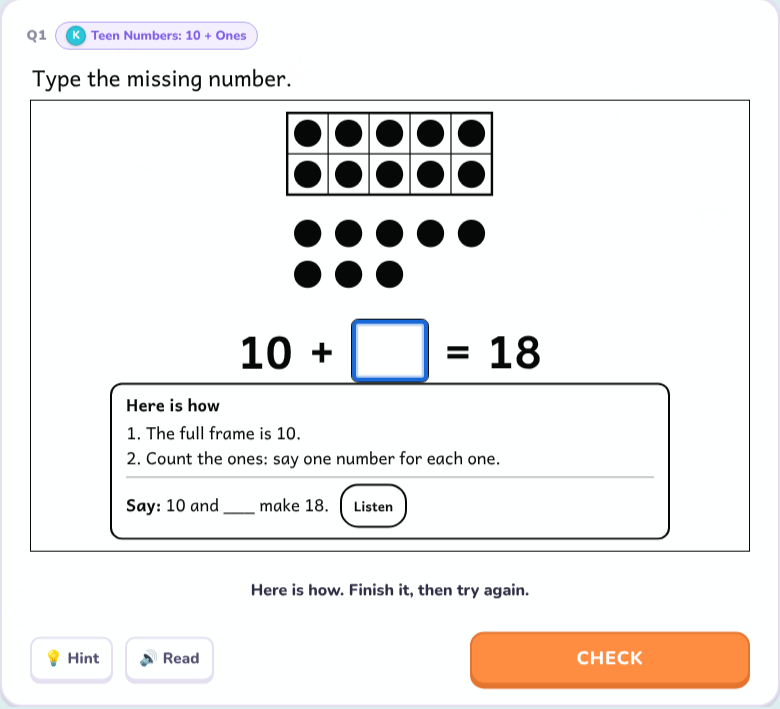 Q1 K Teen Numbers: 10 + Ones
Type the missing number.
10 + = 18
Here is how
1. The full frame is 10.
2. Count the ones: say one number for each one.
Say: 10 and ____ make 18. Listen
Here is how. Finish it, then try again.
Hint Read CHECK